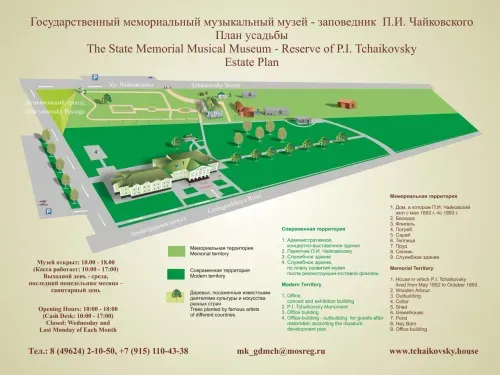 Государственный мемориальный музыкальный музей - заповедник П.И. Чайковского
План усадьбы
The State Memorial Musical Museum - Reserve of P.I. Tchaikovsky
Estate Plan
Ул. Чайковского
Tchaikovsky Street
Денисьевский проезд
Denisyevsky Passage
Ленинградское шоссе
Leningradskoye Road
Музей открыт: 10:00 - 18.00
(Касса работает: 10:00 - 17:00)
Выходной день - среда,
последний понедельник месяца -
санитарный день.
Opening Hours: 10:00 - 18:00
(Cash Desk: 10:00 - 17:00)
Closed: Wednesday and
Last Monday of Each Month
Мемориальная территория
Memorial territory
Современная территория
Modern territory
Деревья, посаженные известными
деятелями культуры и искусства
разных стран
Trees planted by famous artists
of different countries
Современная территория
1. Административное,
концертно-выставочное здание
2. Памятник П.И. Чайковскому
3. Служебное здание
4. Служебное здание,
по плану развития музея
после реконструкции-гостевой флигель.
Modern Territory
1. Office,
concert and exhibition building
2. P.I. Tchaikovsky Monument
3. Office building
4. Office building - outbuilding for guests after
restoration according the museum
development plan.
Мемориальная территория
1. Дом, в котором П.И. Чайковский
жил с мая 1892 г. по 1893 г.
2. Беседка
3. Флигель
4. Погреб
5. Сарай
6. Теплица
7. Пруд
8. Сенник
9. Служебное здание
Memorial Territory
1. House in which P.I. Tchaikovsky
lived from May 1892 to October 1893
2. Wooden Arbour
3. Outbuilding
4. Cellar
5. Shed
6. Greenhouse
7. Pond
8. Hay Barn
9. Office building
Тел.: 8 (49624) 2-10-50, +7 (915) 110-43-38
mk_gdmch@mosreg.ru
www.tchaikovsky.house